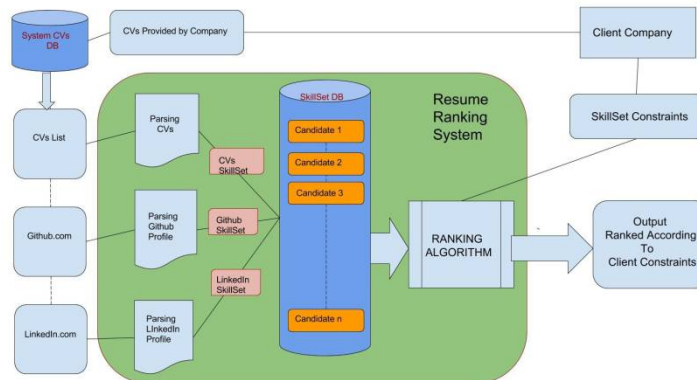 System CVs
DB
CVs Provided by Company
Client Company
SkillSet DB
Resume
Ranking
System
SkillSet Constraints
CVs List
Parsing
CVs
CVs
SkillSet
Candidate 1
Candidate 2
Candidate 3
Github.com
Parsing
Github
Profile
Github
SkillSet
RANKING
ALGORITHM
Output
Ranked According
To
Client Constraints
LinkedIn
SkillSet
LinkedIn.com
Parsing
LInkedIn
Profile
Candidate n